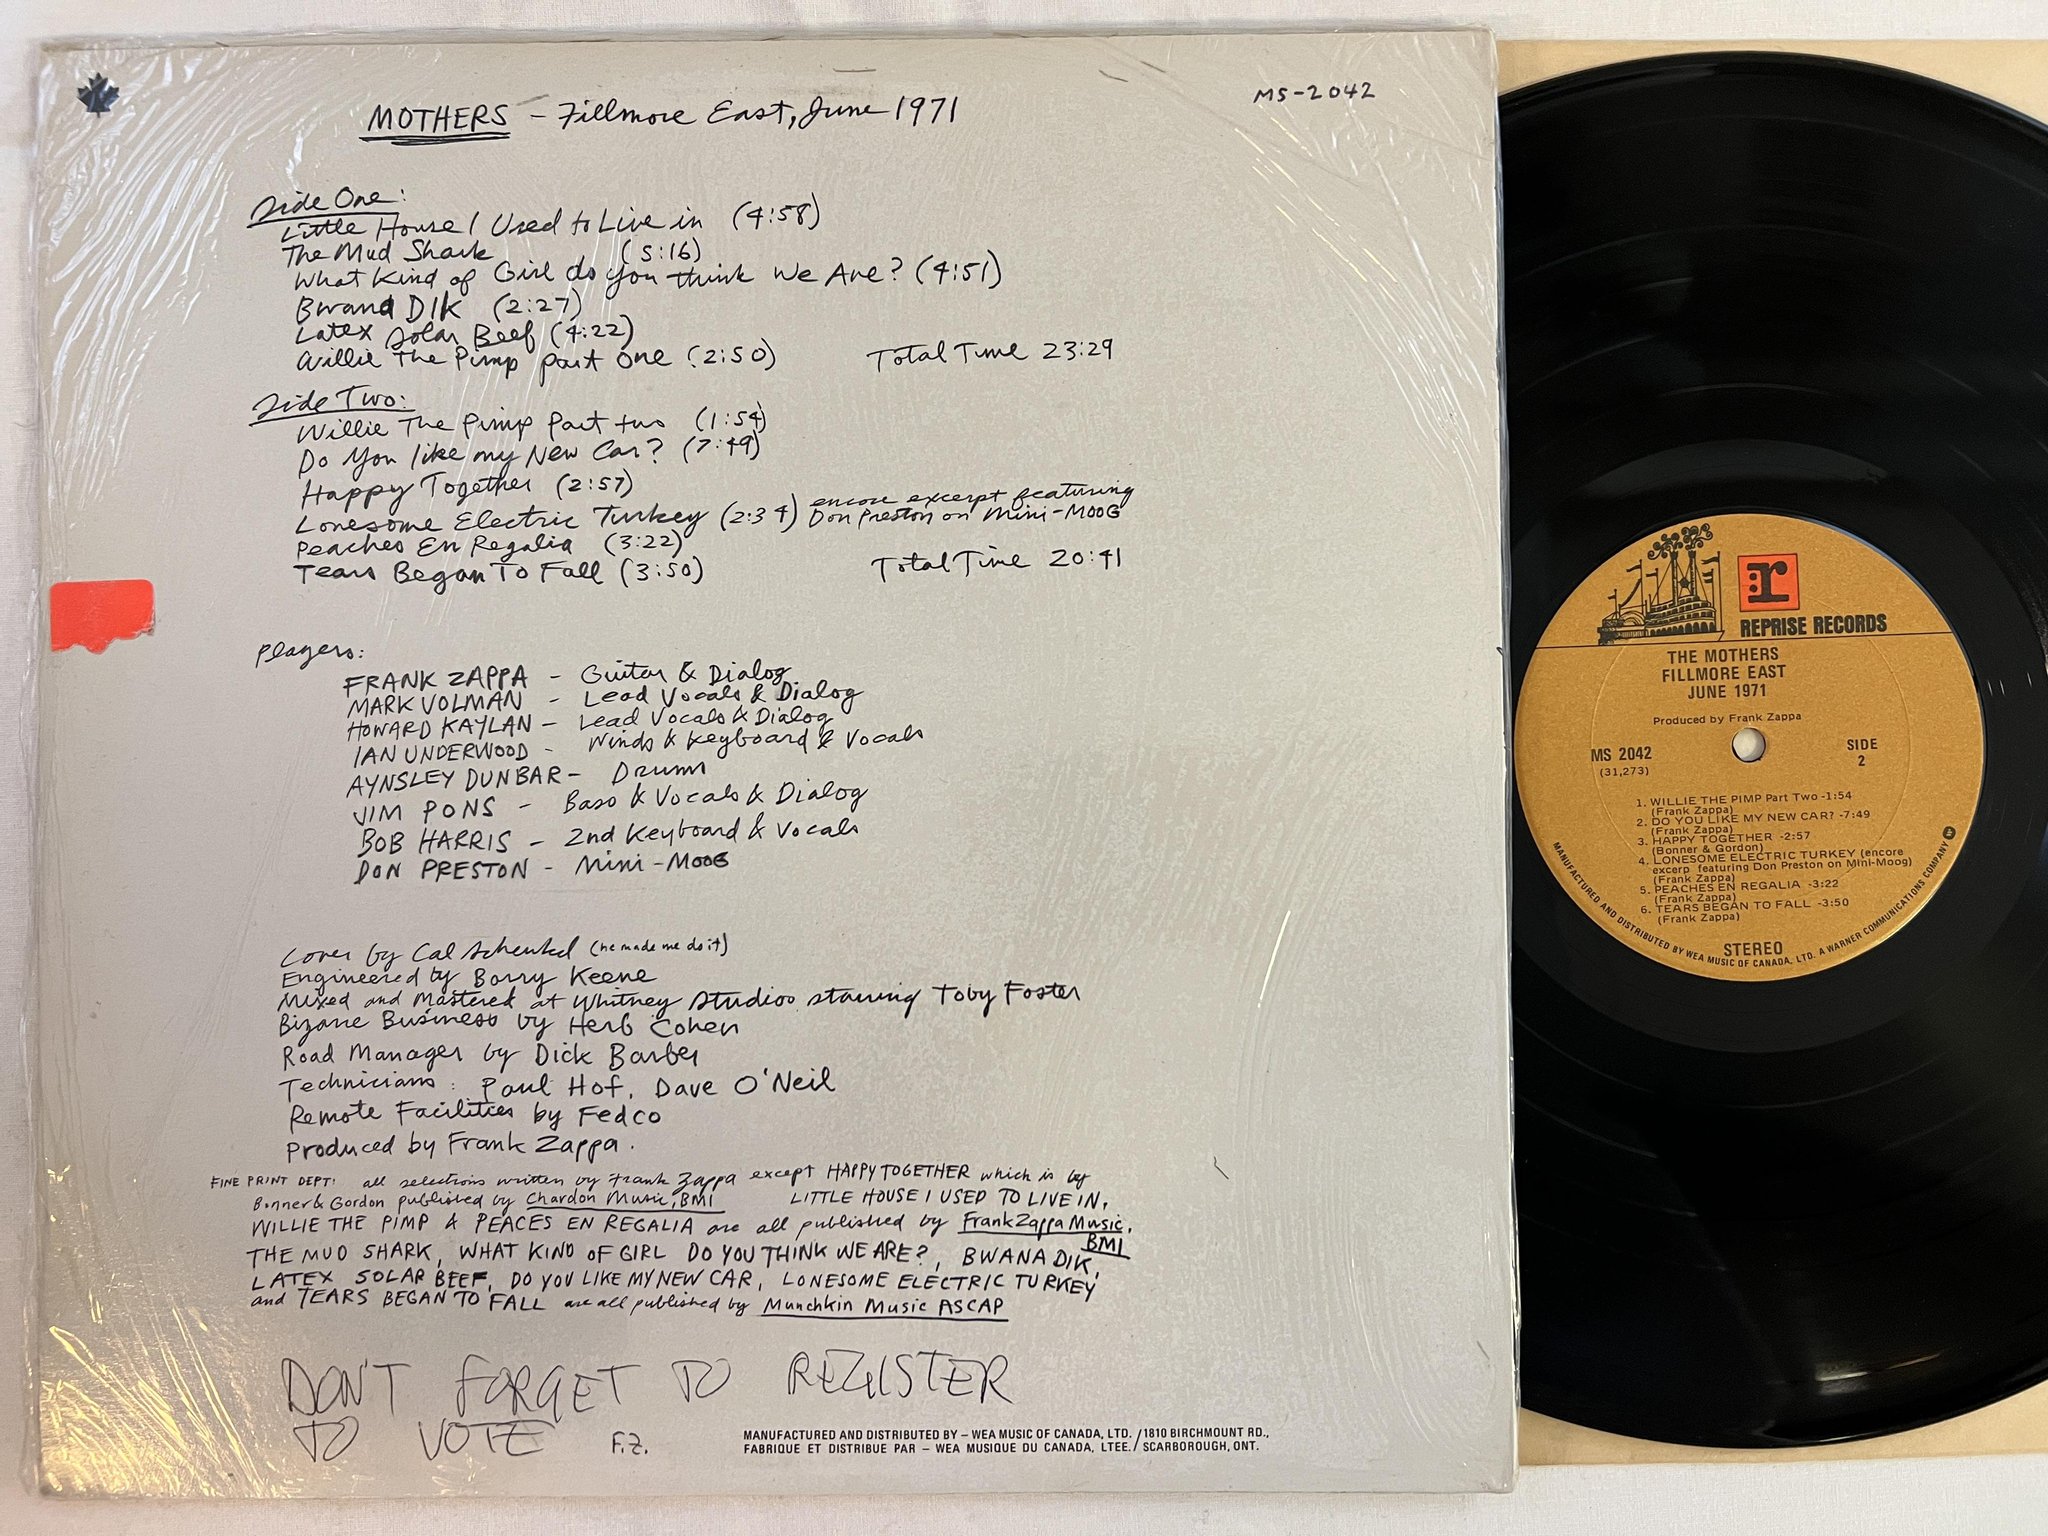 MOTHERS - Fillmore East, June 1971
MS-2042
Side One:
Little House I Used to Live in (4:58)
The Mud Shark (5:16)
What Kind of Girl do you think We Are? (4:51)
Bwana DIK (2:27)
Latex Solar Beef (4:22)
Willie The Pimp part One (2:50) Total Time 23:29
Side Two:
Willie The Pimp Part two (1:54)
Do You like my New Car? (7:49)
Happy Together (2:57)
Lonesome Electric Turkey (2:34) encore excerpt featuring
Don Preston on Mini-MOOG
Peaches En Regalia (3:22)
Tears Began To Fall (3:50) Total Time 20:41
Players:
FRANK ZAPPA - Guitar & Dialog
MARK VOLMAN - Lead Vocals & Dialog
HOWARD KAYLAN - Lead Vocals & Dialog
IAN UNDERWOOD - Winds & Keyboard & Vocals
AYNSLEY DUNBAR - Drums
JIM PONS - Bass & Vocals & Dialog
BOB HARRIS - 2nd Keyboard & Vocals
DON PRESTON - Mini-MOOG
Cover by Cal Schenkel (he made me do it)
Engineered by Barry Keene
Mixed and Mastered at Whitney Studios starring Toby Foster
Bizarre Business by Herb Cohen
Road Manager by Dick Barber
Technicians: Paul Hof, Dave O'Neil
Remote Facilities by Fedco
Produced by Frank Zappa.
FINE PRINT DEPT: all selections written by Frank Zappa except HAPPY TOGETHER which is by
Bonner & Gordon published by Chardon Music, BMI LITTLE HOUSE I USED TO LIVE IN,
WILLIE THE PIMP & PEACES EN REGALIA are all published by Frank Zappa Music,
BMI
THE MUD SHARK, WHAT KIND OF GIRL DO YOU THINK WE ARE?, BWANA DIK,
LATEX SOLAR BEEF, DO YOU LIKE MY NEW CAR, LONESOME ELECTRIC TURKEY
and TEARS BEGAN TO FALL are all published by Munchkin Music ASCAP
DON'T FORGET TO REGISTER
TO VOTE F.Z.
MANUFACTURED AND DISTRIBUTED BY – WEA MUSIC OF CANADA, LTD. / 1810 BIRCHMOUNT RD.,
FABRIQUE ET DISTRIBUE PAR – WEA MUSIQUE DU CANADA, LTEE. / SCARBOROUGH, ONT.
r
REPRISE RECORDS
THE MOTHERS
FILLMORE EAST
JUNE 1971
Produced by Frank Zappa
MS 2042
(31,273)
SIDE
2
1. WILLIE THE PIMP Part Two -1:54
(Frank Zappa)
2. DO YOU LIKE MY NEW CAR? -7:49
(Frank Zappa)
3. HAPPY TOGETHER -2:57
(Bonner & Gordon)
4. LONESOME ELECTRIC TURKEY (encore
excerp featuring Don Preston on Mini-Moog)
(Frank Zappa)
5. PEACHES EN REGALIA -3:22
(Frank Zappa)
6. TEARS BEGAN TO FALL -3:50
(Frank Zappa)
STEREO
MANUFACTURED AND DISTRIBUTED BY WEA MUSIC OF CANADA, LTD. A WARNER COMMUNICATIONS COMPANY